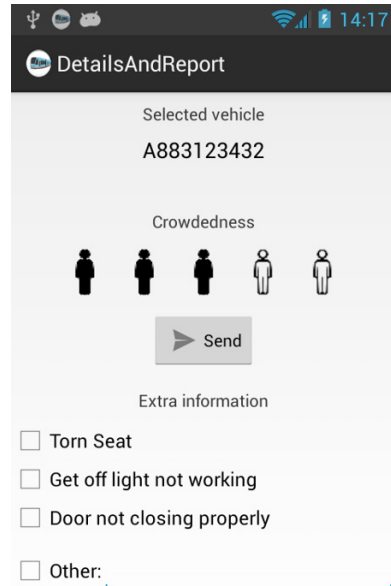 14:17
DetailsAndReport
Selected vehicle
A883123432
Crowdedness
Send
Extra information
Torn Seat
Get off light not working
Door not closing properly
Other: